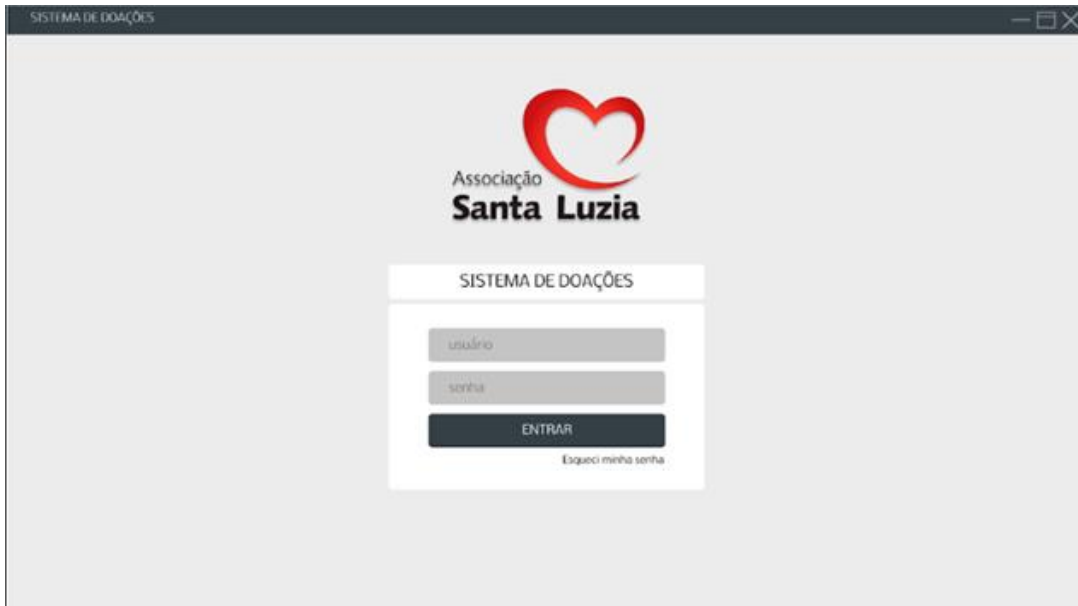 SISTEMA DE DOAÇÕES
Associação
Santa Luzia
SISTEMA DE DOAÇÕES
usuário
senha
ENTRAR
Esqueci minha senha